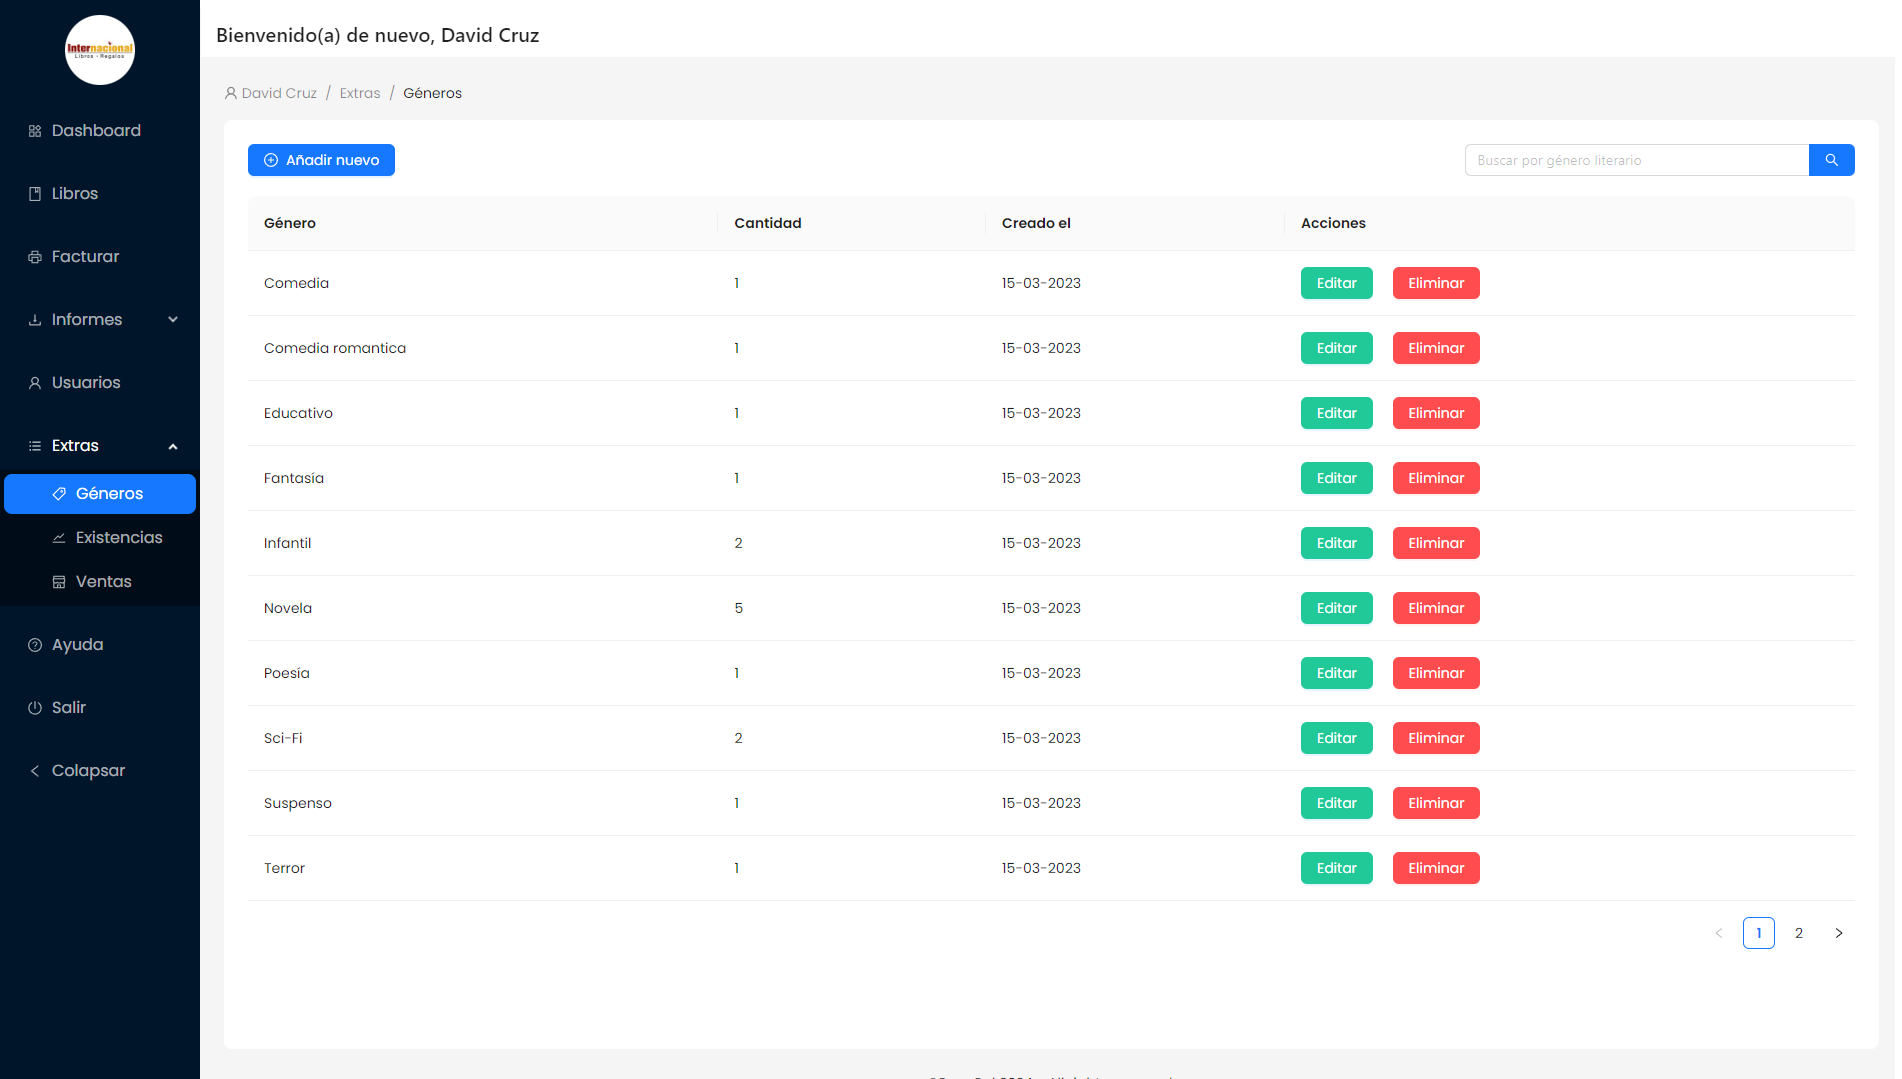 Internacional
Libros - Regalos
Bienvenido(a) de nuevo, David Cruz
David Cruz / Extras / Géneros
Dashboard
Libros
Facturar
Informes
Usuarios
Extras
Géneros
Existencias
Ventas
Ayuda
Salir
Colapsar
Añadir nuevo
Buscar por género literario
Género Cantidad Creado el Acciones
Comedia 1 15-03-2023 Editar Eliminar
Comedia romantica 1 15-03-2023 Editar Eliminar
Educativo 1 15-03-2023 Editar Eliminar
Fantasía 1 15-03-2023 Editar Eliminar
Infantil 2 15-03-2023 Editar Eliminar
Novela 5 15-03-2023 Editar Eliminar
Poesía 1 15-03-2023 Editar Eliminar
Sci-Fi 2 15-03-2023 Editar Eliminar
Suspenso 1 15-03-2023 Editar Eliminar
Terror 1 15-03-2023 Editar Eliminar
< 1 2 >